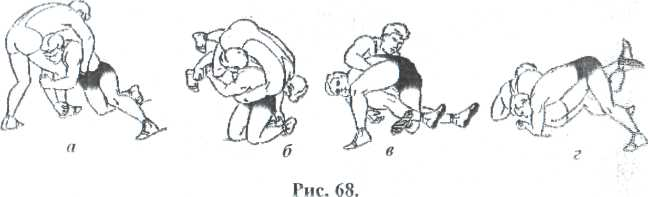 а б в г
Рис. 68.